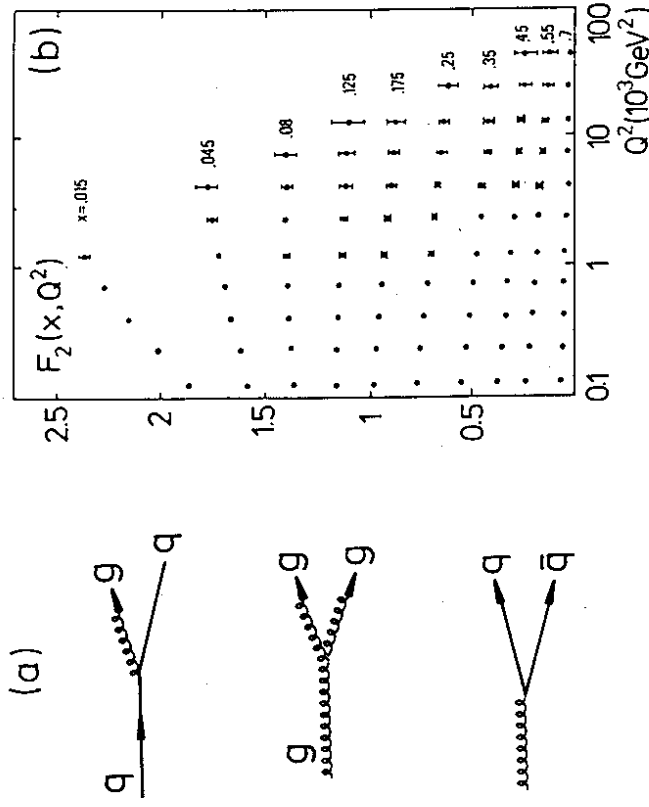 (a)
q
g
q
g
g
g
q
q̄
(b)
F₂(x,Q²)
2.5
2
1.5
1
0.5
x=.015
.045
.08
.125
.175
.25
.35
.45
.55
.7
0.1
1
10
100
Q²(10³GeV²)